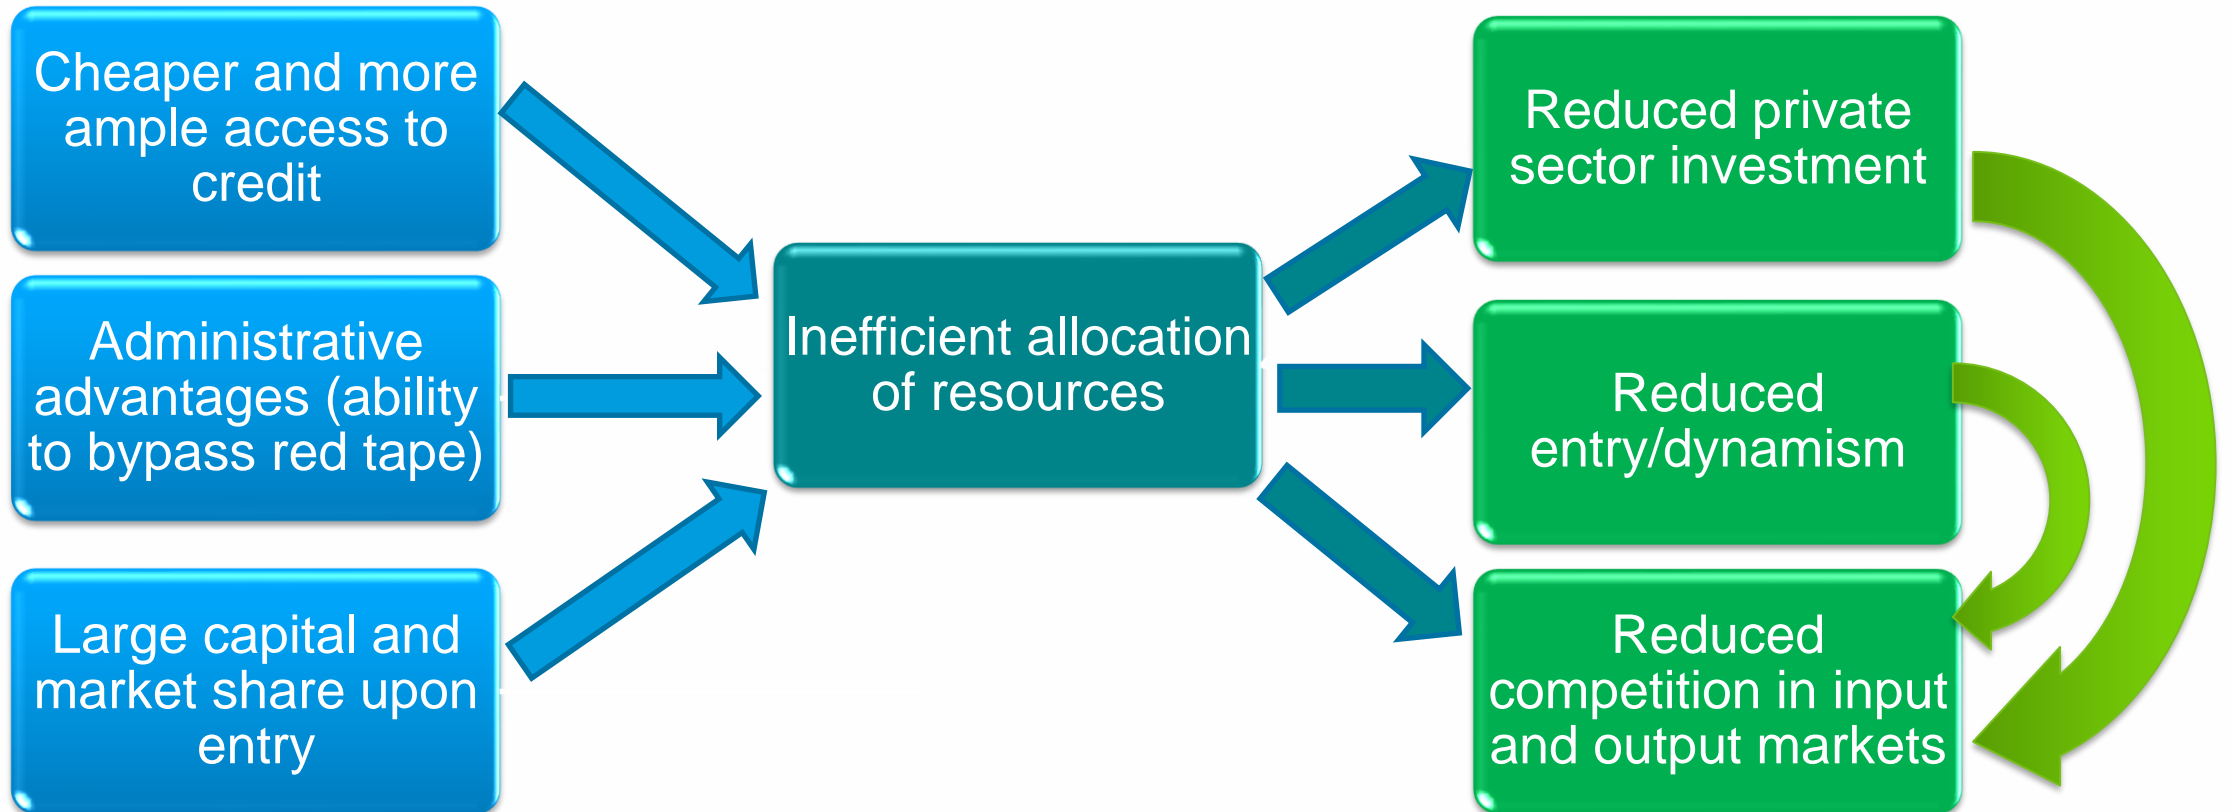 Cheaper and more
ample access to
credit
Administrative
advantages (ability
to bypass red tape)
Large capital and
market share upon
entry
Inefficient allocation
of resources
Reduced private
sector investment
Reduced
entry/dynamism
Reduced
competition in input
and output markets